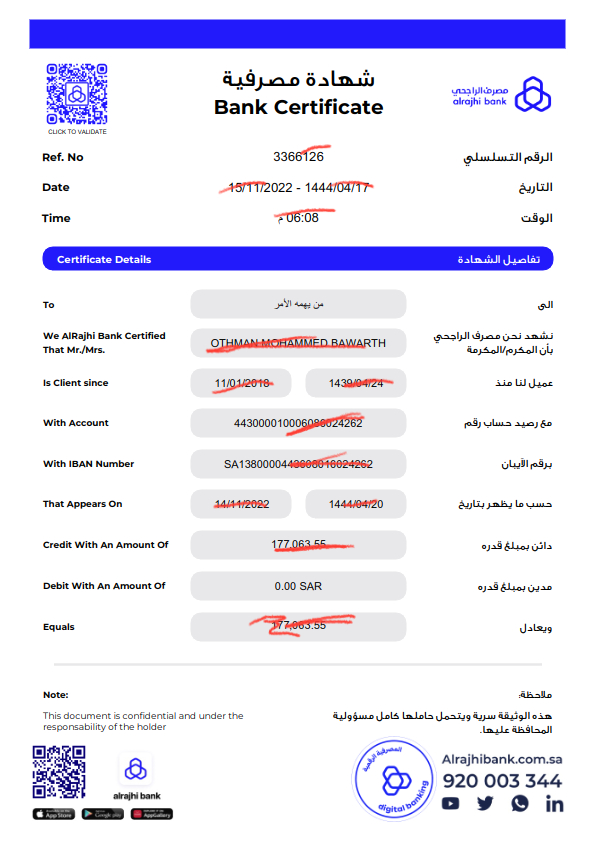 شهادة مصرفية
Bank Certificate
مصرف الراجحي
alrajhi bank
CLICK TO VALIDATE
Ref. No 3366126 الرقم التسلسلي
Date 15/11/2022 - 1444/04/17 التاريخ
Time 06:08 م الوقت
Certificate Details تفاصيل الشهادة
To من يهمه الأمر الى
We AlRajhi Bank Certified نشهد نحن مصرف الراجحي
That Mr./Mrs. OTHMAN MOHAMMED BAWARTH بأن المكرم/المكرمة
Is Client since 11/01/2018 1439/04/24 عميل لنا منذ
With Account مع رصيد حساب رقم
With IBAN Number برقم الآيبان
That Appears On 14/11/2022 1444/04/20 حسب ما يظهر بتاريخ
Credit With An Amount Of 177,063.55 دائن بمبلغ قدره
Debit With An Amount Of 0.00 SAR مدين بمبلغ قدره
Equals 177,063.55 ويعادل
Note: ملاحظة:
This document is confidential and under the
responsability of the holder
هذه الوثيقة سرية ويتحمل حاملها كامل مسؤولية
المحافظة عليها.
alrajhi bank
App Store
Google play
AppGallery
المصرفية الرقمية
digital banking
Alrajhibank.com.sa
920 003 344